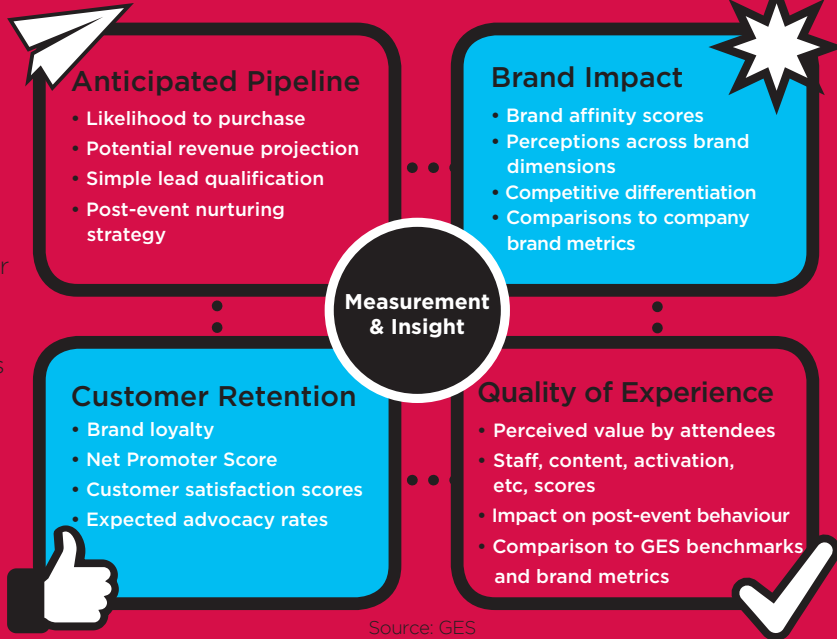 Anticipated Pipeline
• Likelihood to purchase
• Potential revenue projection
• Simple lead qualification
• Post-event nurturing
strategy
Brand Impact
• Brand affinity scores
• Perceptions across brand
dimensions
• Competitive differentiation
• Comparisons to company
brand metrics
r
s
Measurement
& Insight
Customer Retention
• Brand loyalty
• Net Promoter Score
• Customer satisfaction scores
• Expected advocacy rates
Quality of Experience
• Perceived value by attendees
• Staff, content, activation,
etc, scores
• Impact on post-event behaviour
• Comparison to GES benchmarks
and brand metrics
Source: GES